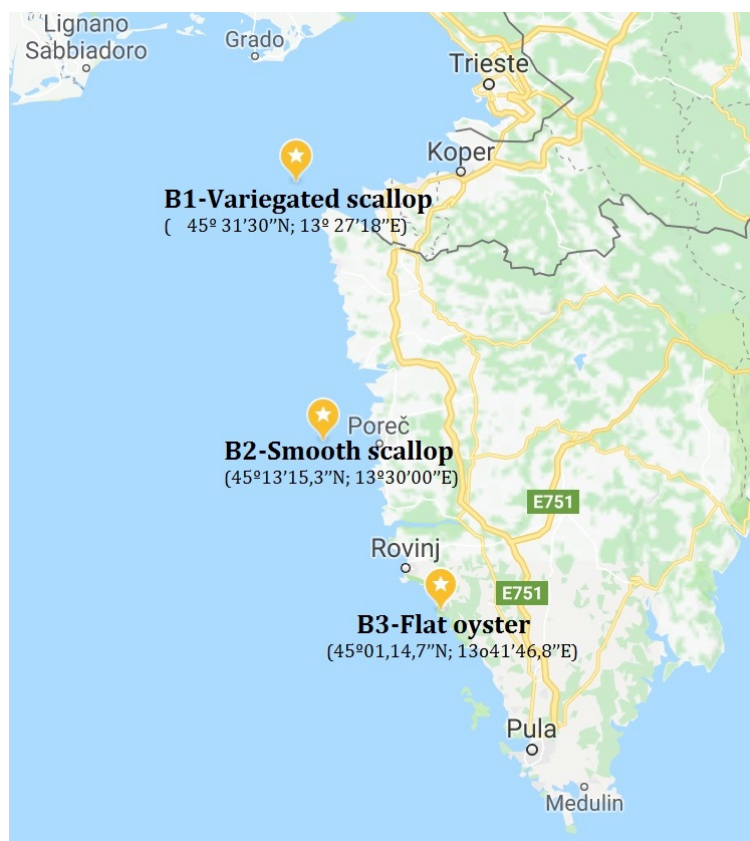 Lignano
Sabbiadoro
Grado
Trieste
Koper
B1-Variegated scallop
( 45º 31’30”N; 13º 27’18”E)
Poreč
B2-Smooth scallop
(45º13’15,3”N; 13º30’00”E)
E751
Rovinj
E751
B3-Flat oyster
(45º01,14,7”N; 13o41’46,8”E)
Pula
Medulin